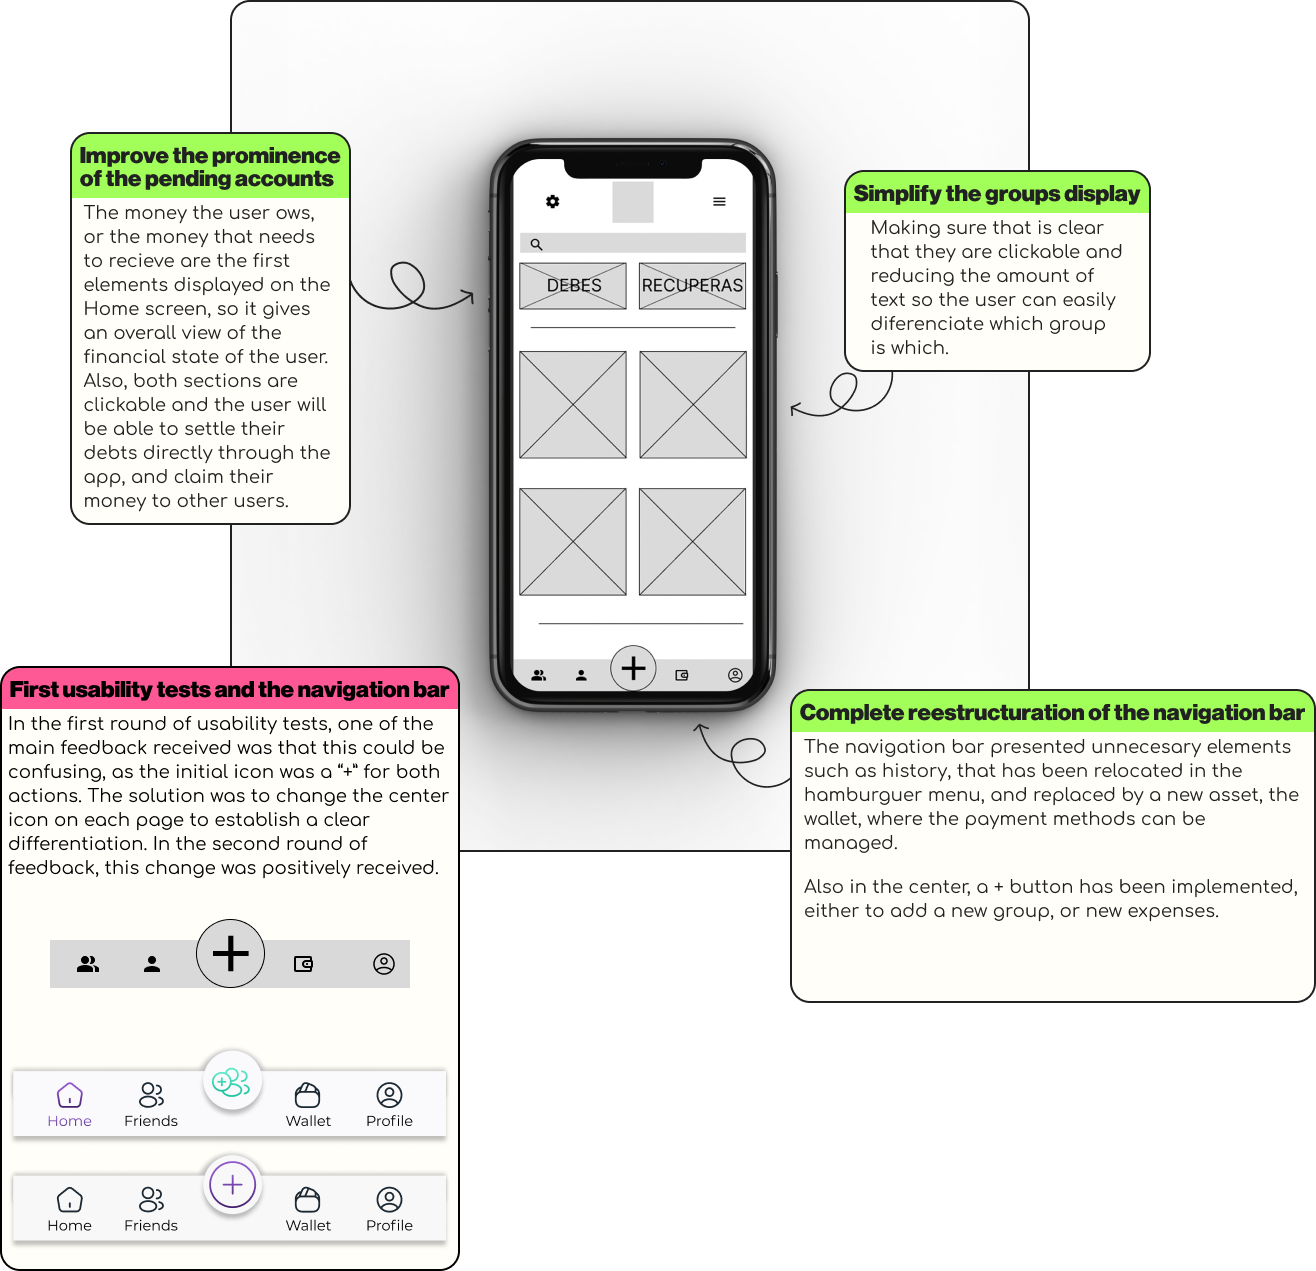 Improve the prominence
of the pending accounts
The money the user ows,
or the money that needs
to recieve are the first
elements displayed on the
Home screen, so it gives
an overall view of the
financial state of the user.
Also, both sections are
clickable and the user will
be able to settle their
debts directly through the
app, and claim their
money to other users.
DEBES
RECUPERAS
Simplify the groups display
Making sure that is clear
that they are clickable and
reducing the amount of
text so the user can easily
diferenciate which group
is which.
First usability tests and the navigation bar
In the first round of usability tests, one of the
main feedback received was that this could be
confusing, as the initial icon was a “+” for both
actions. The solution was to change the center
icon on each page to establish a clear
differentiation. In the second round of
feedback, this change was positively received.
Home Friends Wallet Profile
Home Friends Wallet Profile
Complete reestructuration of the navigation bar
The navigation bar presented unnecesary elements
such as history, that has been relocated in the
hamburguer menu, and replaced by a new asset, the
wallet, where the payment methods can be
managed.
Also in the center, a + button has been implemented,
either to add a new group, or new expenses.